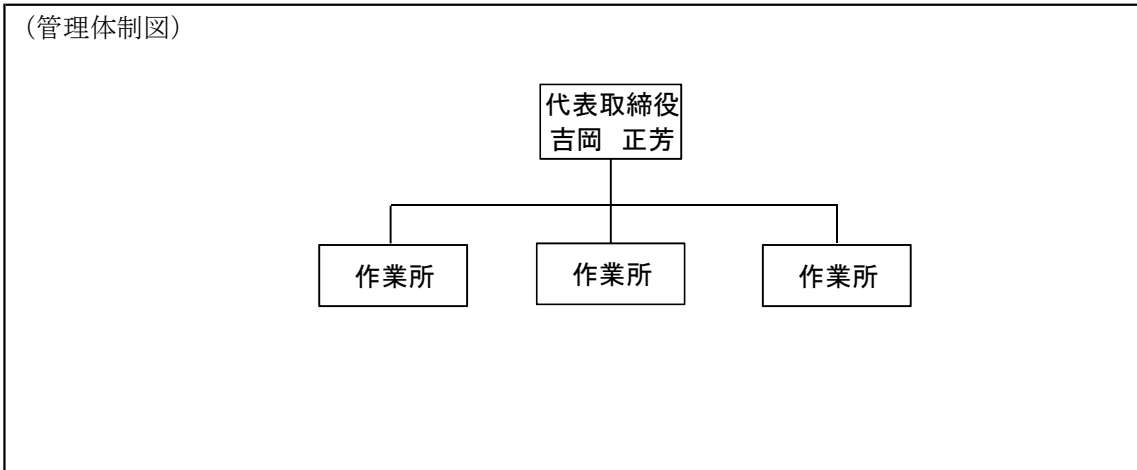 （管理体制図）
代表取締役
吉岡 正芳
作業所
作業所
作業所